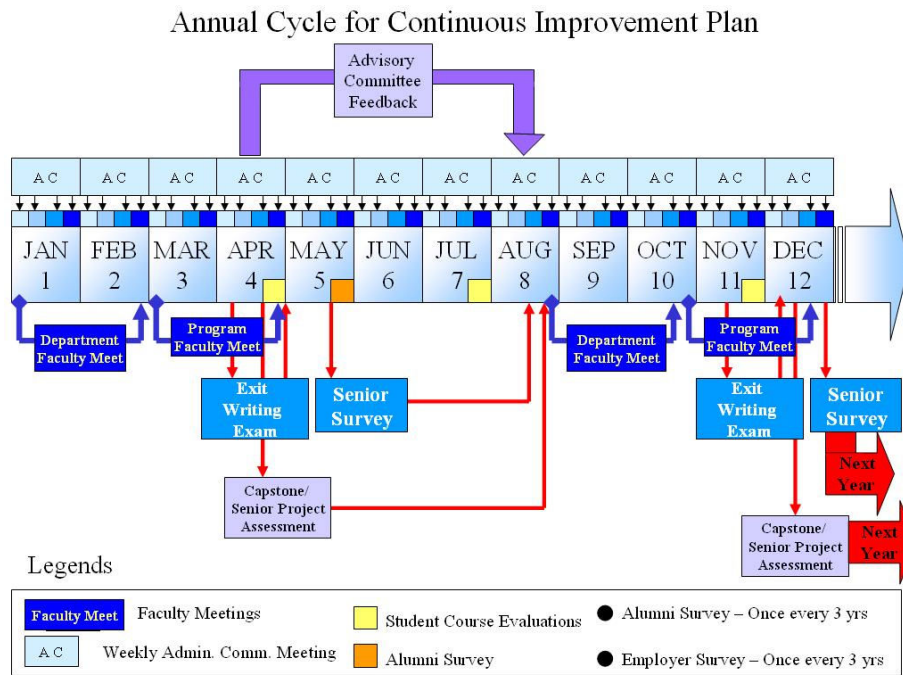 Annual Cycle for Continuous Improvement Plan
Advisory
Committee
Feedback
A C A C A C A C A C A C A C A C A C A C A C A C
JAN FEB MAR APR MAY JUN JUL AUG SEP OCT NOV DEC
1 2 3 4 5 6 7 8 9 10 11 12
Department
Faculty Meet
Program
Faculty Meet
Department
Faculty Meet
Program
Faculty Meet
Exit
Writing
Exam
Senior
Survey
Exit
Writing
Exam
Senior
Survey
Next
Year
Capstone/
Senior Project
Assessment
Capstone/
Senior Project
Assessment
Next
Year
Legends
Faculty Meet Faculty Meetings
Student Course Evaluations
Alumni Survey – Once every 3 yrs
A C Weekly Admin. Comm. Meeting
Alumni Survey
Employer Survey – Once every 3 yrs